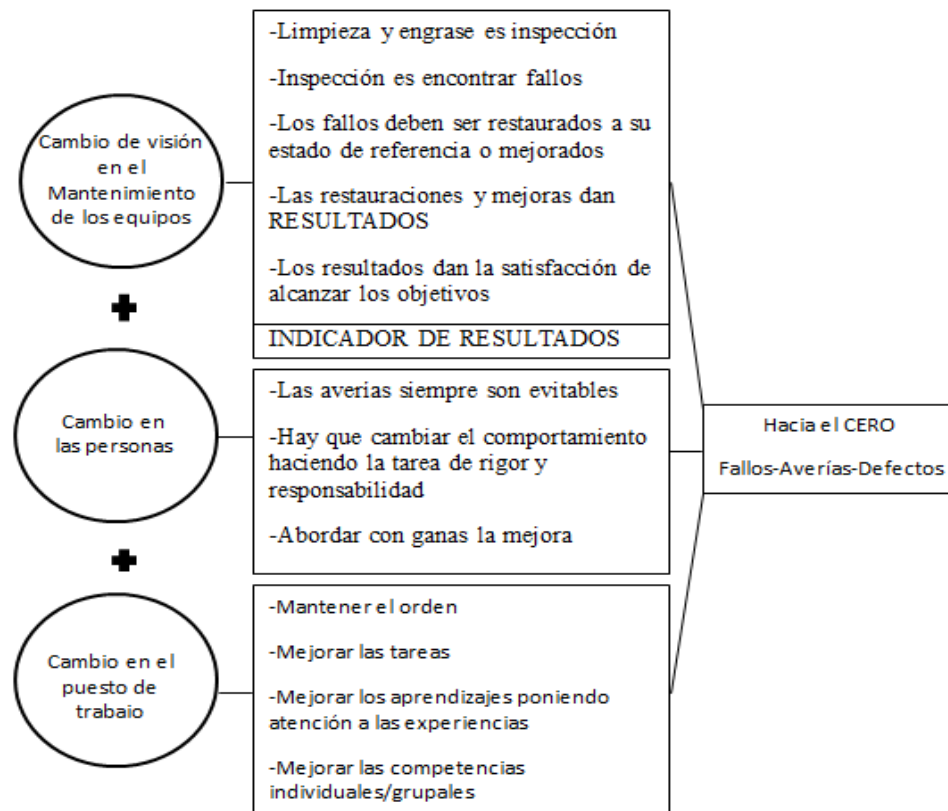 Cambio de visión
en el
Mantenimiento
de los equipos
-Limpieza y engrase es inspección
-Inspección es encontrar fallos
-Los fallos deben ser restaurados a su
estado de referencia o mejorados
-Las restauraciones y mejoras dan
RESULTADOS
-Los resultados dan la satisfacción de
alcanzar los objetivos
INDICADOR DE RESULTADOS
Cambio en
las personas
-Las averias siempre son evitables
-Hay que cambiar el comportamiento
haciendo la tarea de rigor y
responsabilidad
-Abordar con ganas la mejora
Cambio en el
puesto de
trabaio
-Mantener el orden
-Mejorar las tareas
-Mejorar los aprendizajes poniendo
atención a las experiencias
-Mejorar las competencias
individuales/grupales
Hacia el CERO
Fallos-Averías-Defectos